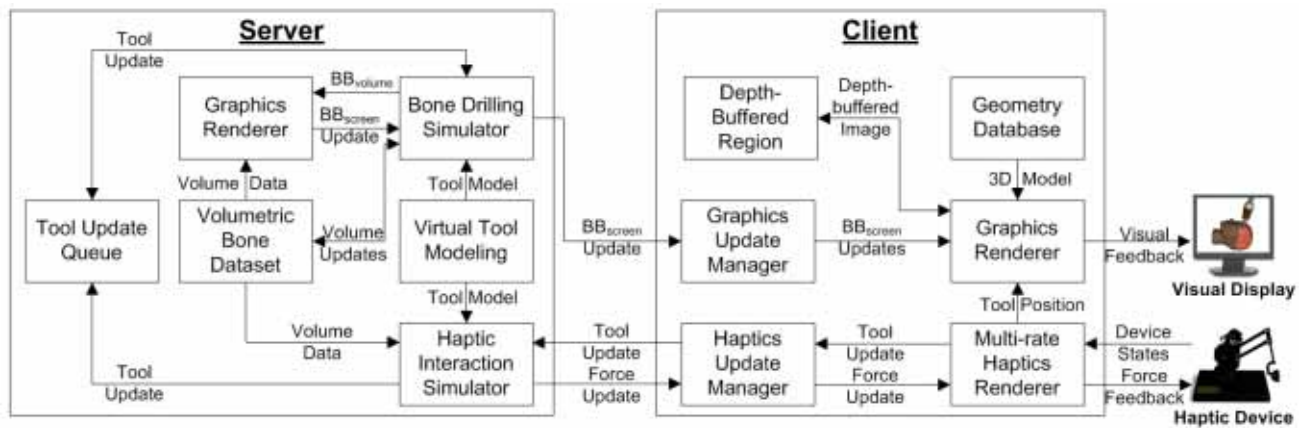 Server
Tool
Update
BBvolume
Graphics
Renderer
BBscreen
Update
Bone Drilling
Simulator
Volume Data
Tool Model
Tool Update
Queue
Volumetric
Bone
Dataset
Volume
Updates
Virtual Tool
Modeling
Tool Model
Volume
Data
Haptic
Interaction
Simulator
Tool
Update
BBscreen
Update
Tool
Update
Force
Update
Client
Depth-
Buffered
Region
Depth-
buffered
Image
Geometry
Database
3D Model
Graphics
Update
Manager
BBscreen
Updates
Graphics
Renderer
Visual
Feedback
Visual Display
Tool Position
Haptics
Update
Manager
Tool
Update
Force
Update
Multi-rate
Haptics
Renderer
Device
States
Force
Feedback
Haptic Device